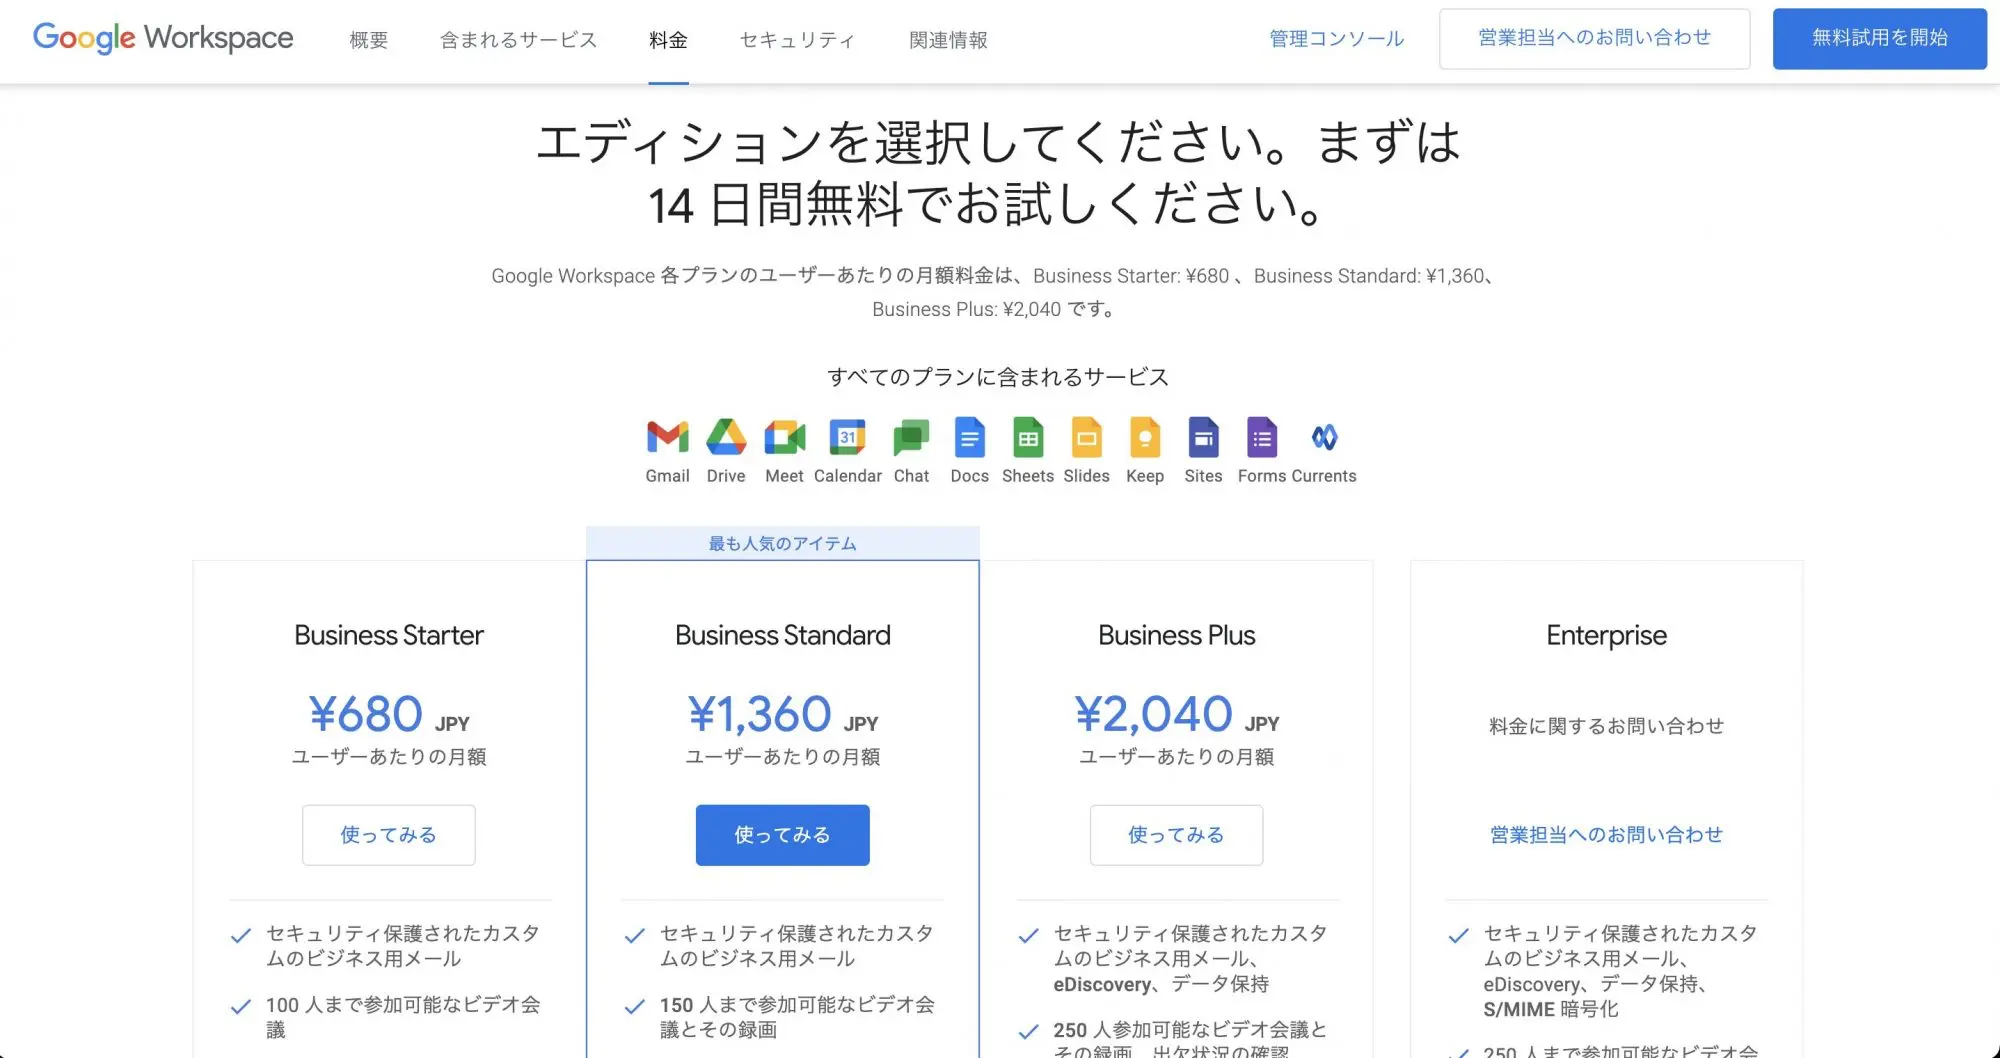 Google Workspace
概要
含まれるサービス
料金
セキュリティ
関連情報
管理コンソール
営業担当へのお問い合わせ
無料試用を開始
エディションを選択してください。まずは
14 日間無料でお試しください。
Google Workspace 各プランのユーザーあたりの月額料金は、Business Starter: ¥680 、Business Standard: ¥1,360、
Business Plus: ¥2,040 です。
すべてのプランに含まれるサービス
31
Gmail
Drive
Meet
Calendar
Chat
Docs
Sheets
Slides
Keep
Sites
Forms
Currents
最も人気のアイテム
Business Starter
¥680 JPY
ユーザーあたりの月額
使ってみる
セキュリティ保護されたカスタ
ムのビジネス用メール
100 人まで参加可能なビデオ会
議
Business Standard
¥1,360 JPY
ユーザーあたりの月額
使ってみる
セキュリティ保護されたカスタ
ムのビジネス用メール
150 人まで参加可能なビデオ会
議とその録画
Business Plus
¥2,040 JPY
ユーザーあたりの月額
使ってみる
セキュリティ保護されたカスタ
ムのビジネス用メール、
eDiscovery、データ保持
250 人参加可能なビデオ会議と
その録画、出欠状況の確認
Enterprise
料金に関するお問い合わせ
営業担当へのお問い合わせ
セキュリティ保護されたカスタ
ムのビジネス用メール、
eDiscovery、データ保持、
S/MIME 暗号化
250 人まで参加可能なビデオ会